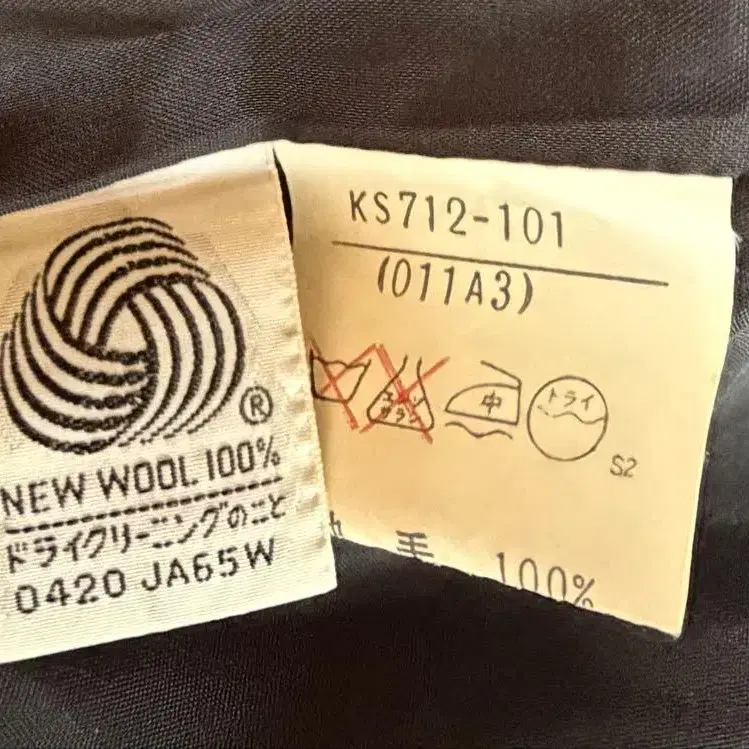 ®
NEW WOOL 100%
ドライクリーニングのこと
0420 JA65W
KS712-101
(011A3)
中
ドライ
S2
毛 100%